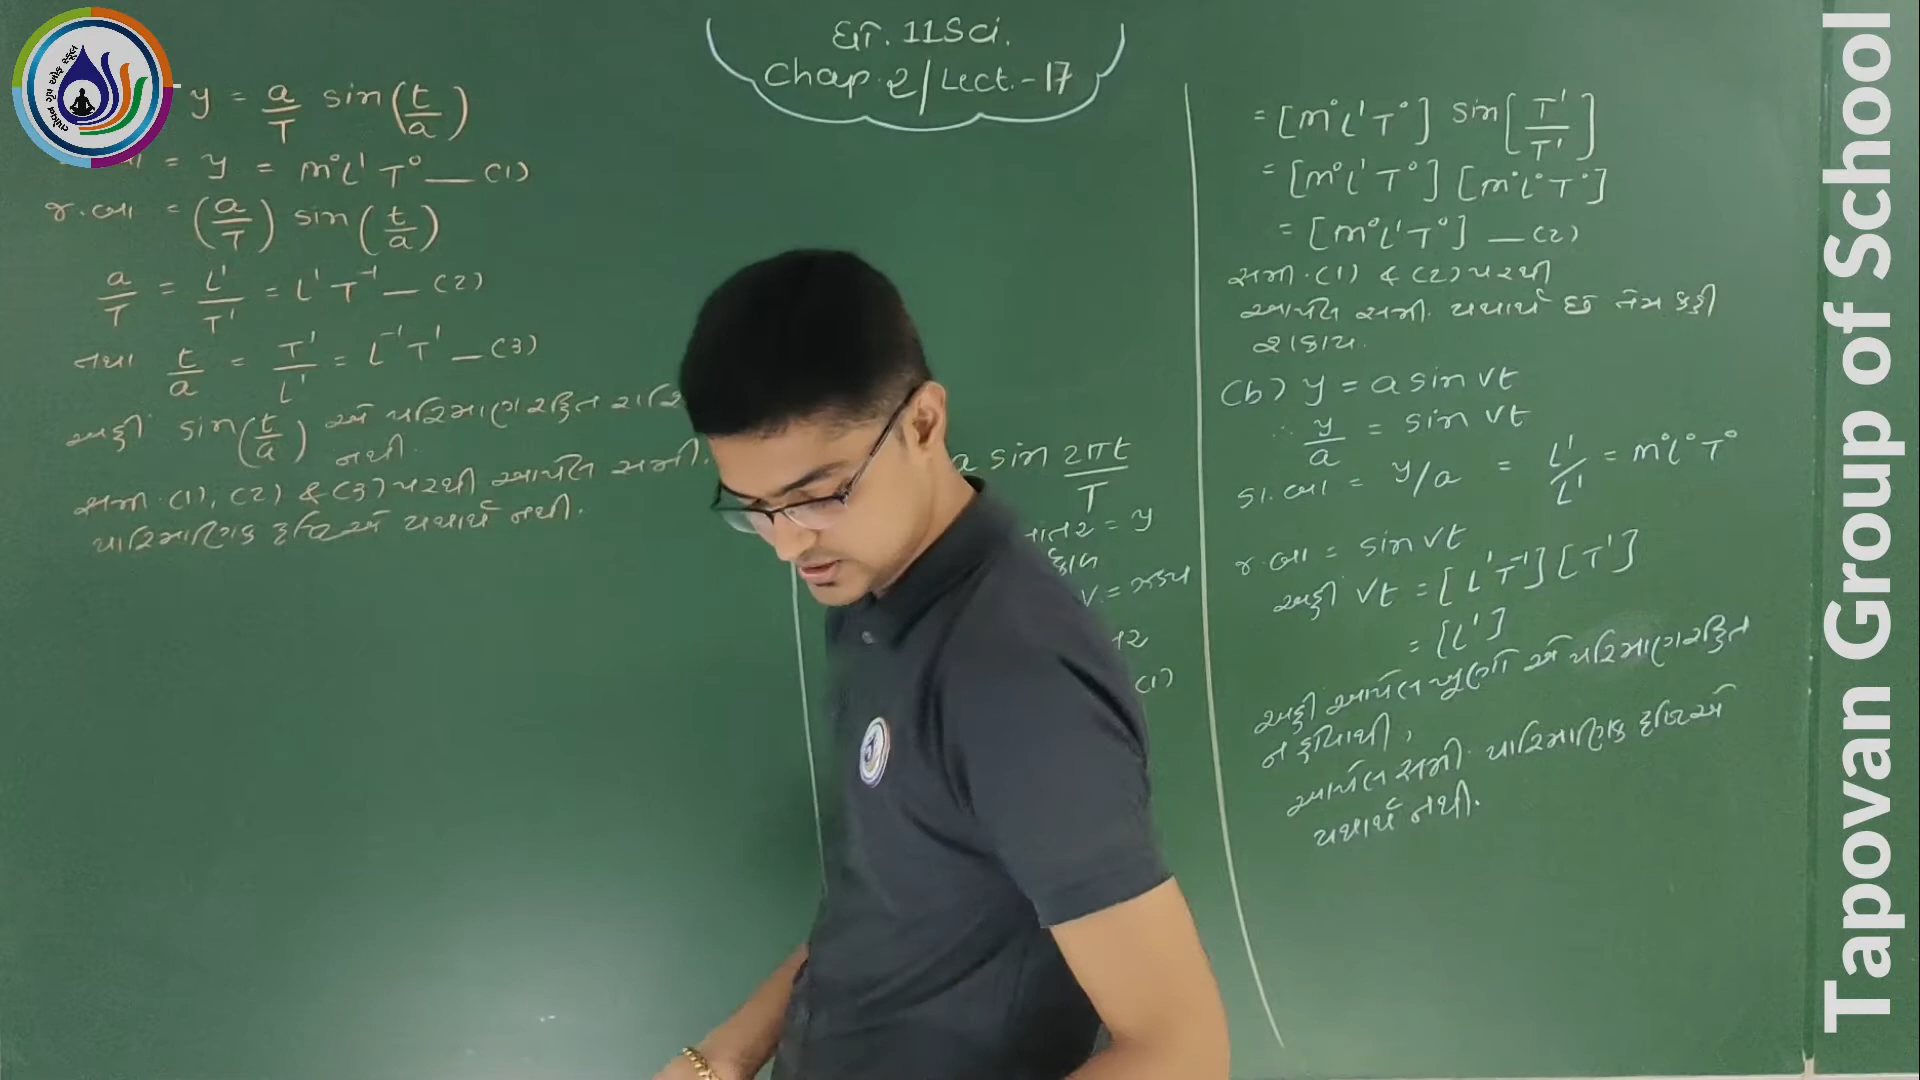 ધો. 11 Sci.
Chap. 2 / Lect. - 17
y = a/T sin(t/a)
= y = M⁰L¹T⁰ — (1)
જ.બા = (a/T) sin(t/a)
a/T = L¹/T¹ = L¹T⁻¹ — (2)
તથા t/a = T¹/L¹ = L⁻¹T¹ — (3)
અહીં sin(t/a) એ પરિમાણરહિત
નથી.
સમી. (1), (2) & (3) પરથી આપેલ સમી.
પારિમાણિક દૃષ્ટિએ યથાર્થ નથી.
a sin 2πt/T
= y
V = ઝડપ
(1)
= [M⁰L¹T⁰] sin[T¹/T¹]
= [M⁰L¹T⁰] [M⁰L⁰T⁰]
= [M⁰L¹T⁰] — (2)
સમી. (1) & (2) પરથી
આપેલ સમી. યથાર્થ છે તેમ કહી
શકાય.
(b) y = a sin vt
∴ y/a = sin vt
ડા.બા = y/a = L¹/L¹ = M⁰L⁰T⁰
જ.બા = sin vt
અહીં vt = [L¹T⁻¹] [T¹]
= [L¹]
અહીં આપેલ ખૂણો એ પરિમાણરહિત
ન હોવાથી,
આપેલ સમી. પારિમાણિક દૃષ્ટિએ
યથાર્થ નથી.
Tapovan Group of School